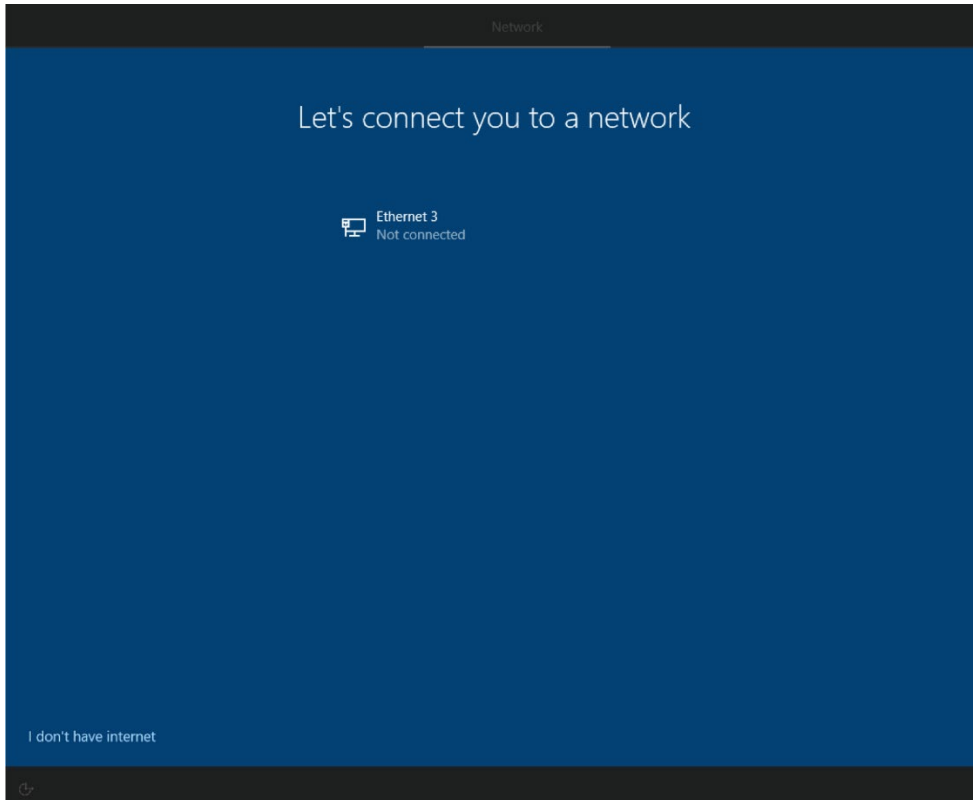 Network
Let's connect you to a network
Ethernet 3
Not connected
I don't have internet